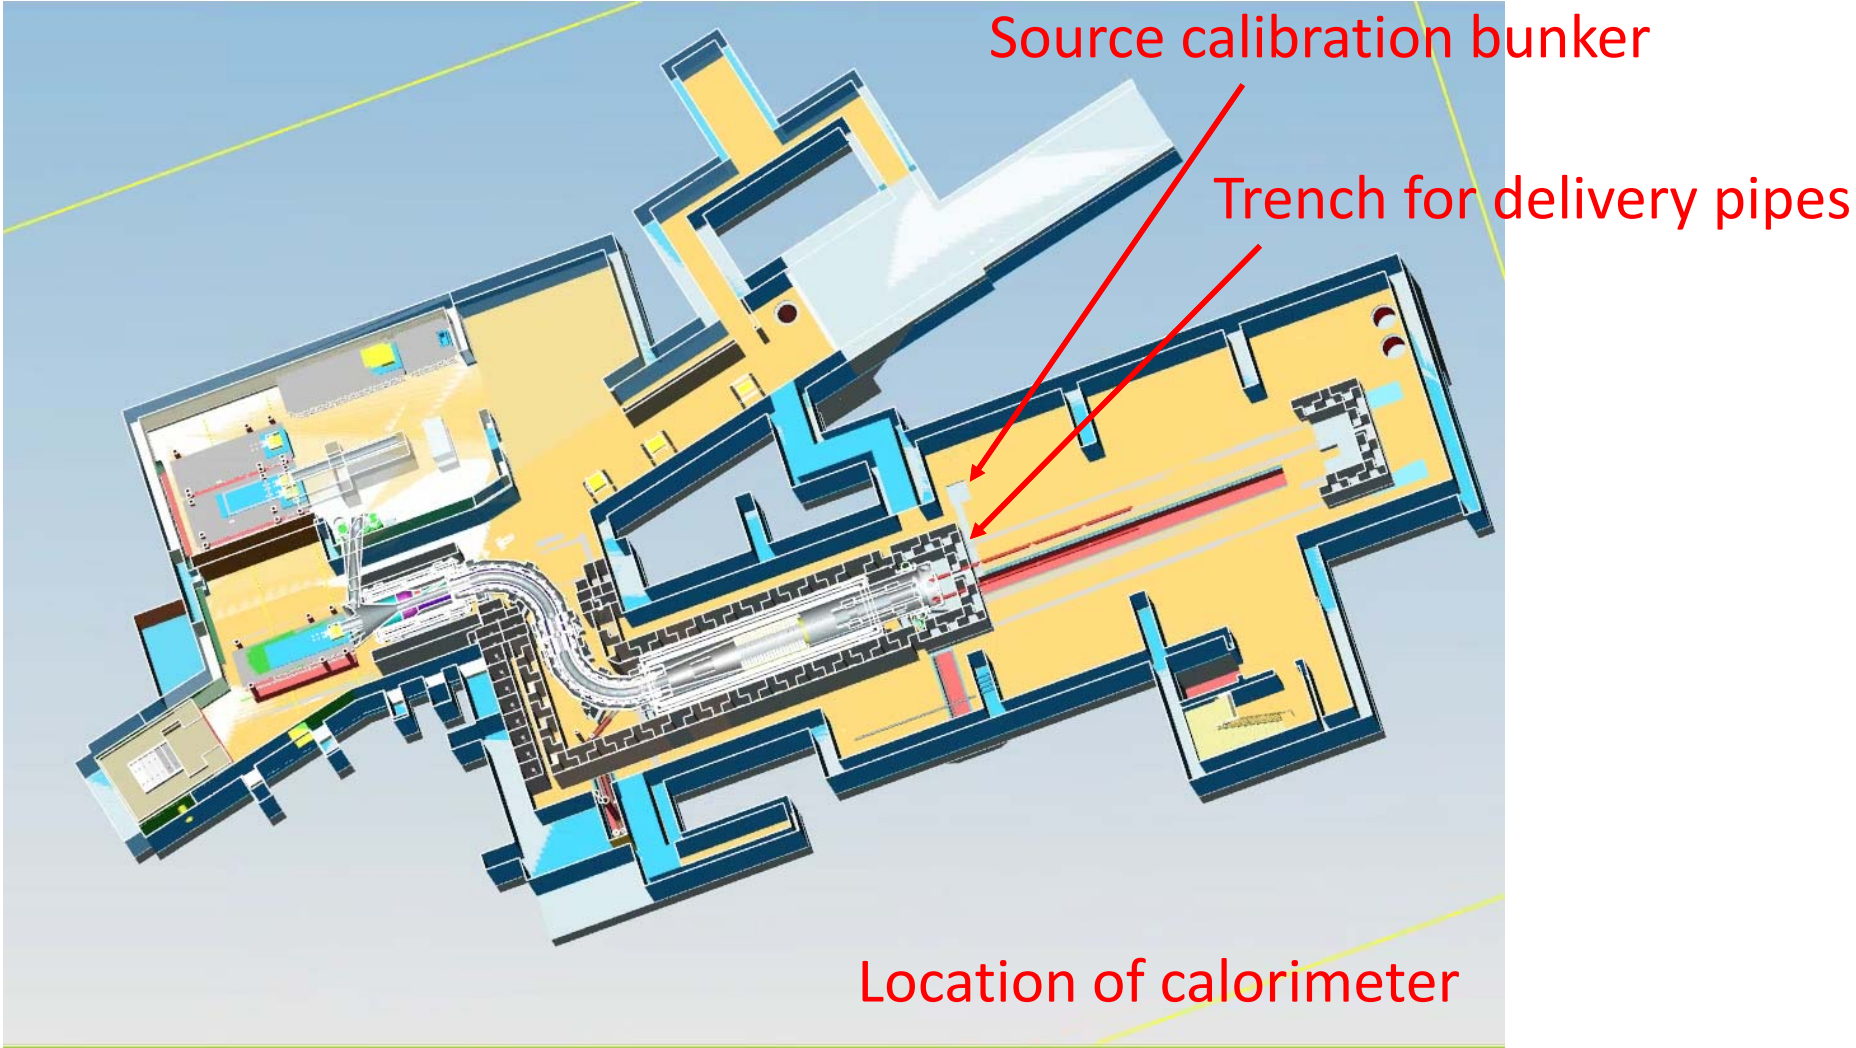 Source calibration bunker
Trench for delivery pipes
Location of calorimeter